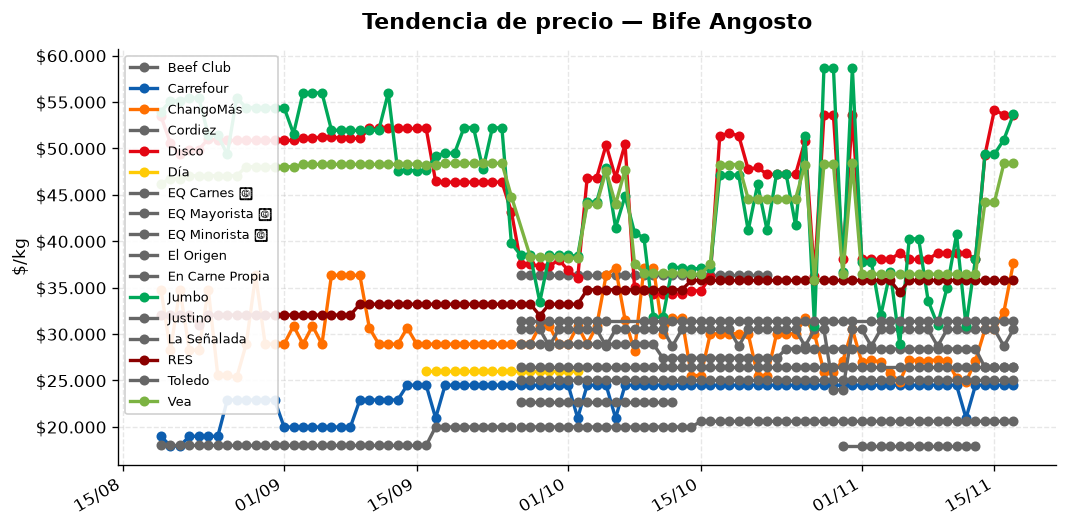 Tendencia de precio — Bife Angosto
$/kg
$60.000
$55.000
$50.000
$45.000
$40.000
$35.000
$30.000
$25.000
$20.000
Beef Club
Carrefour
ChangoMás
Cordiez
Disco
Día
EQ Carnes
EQ Mayorista
EQ Minorista
El Origen
En Carne Propia
Jumbo
Justino
La Señalada
RES
Toledo
Vea
15/08
01/09
15/09
01/10
15/10
01/11
15/11